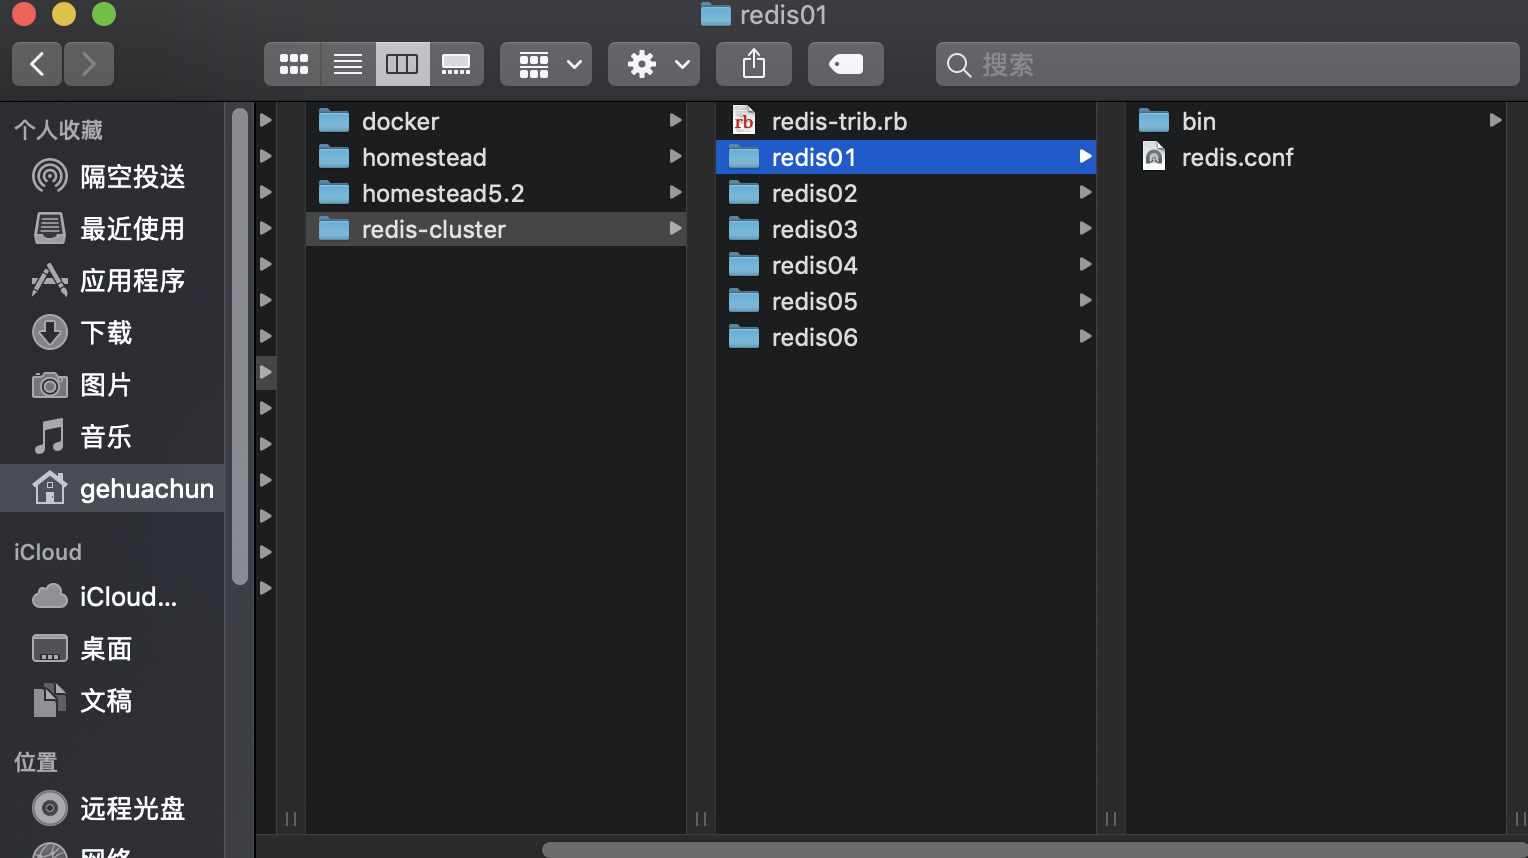 redis01
搜索
个人收藏
隔空投送
最近使用
应用程序
下载
图片
音乐
gehuachun
iCloud
iCloud...
桌面
文稿
位置
远程光盘
网络
docker
homestead
homestead5.2
redis-cluster
rb
redis-trib.rb
redis01
redis02
redis03
redis04
redis05
redis06
bin
redis.conf